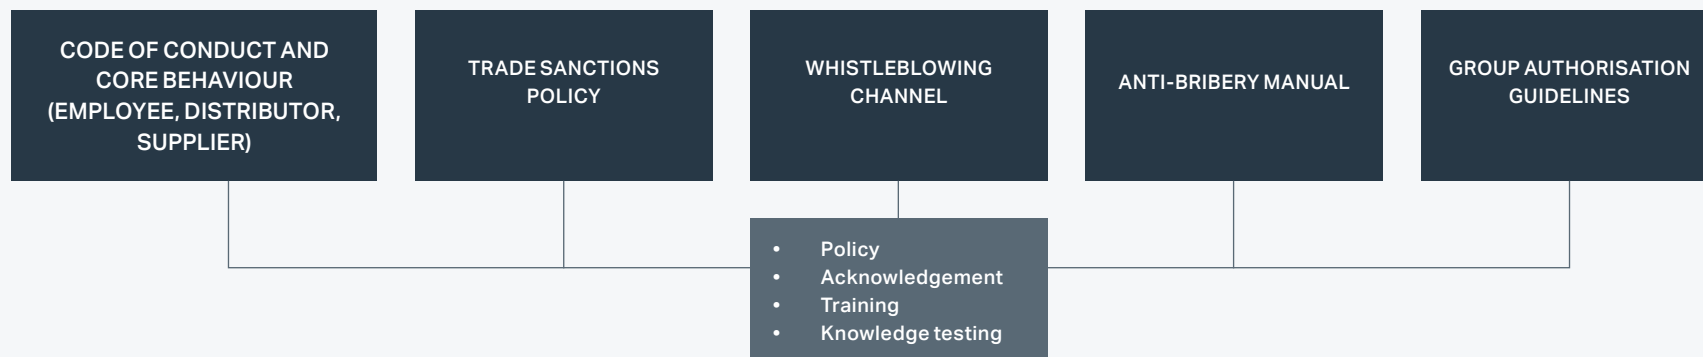 CODE OF CONDUCT AND
CORE BEHAVIOUR
(EMPLOYEE, DISTRIBUTOR,
SUPPLIER)
TRADE SANCTIONS
POLICY
WHISTLEBLOWING
CHANNEL
ANTI-BRIBERY MANUAL
GROUP AUTHORISATION
GUIDELINES
• Policy
• Acknowledgement
• Training
• Knowledge testing